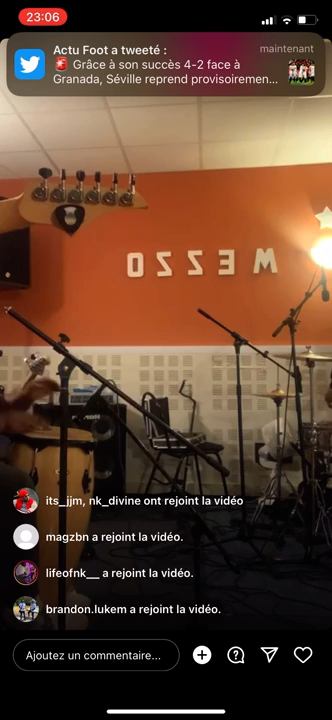 23:06
Actu Foot a tweeté :
maintenant
🚨 Grâce à son succès 4-2 face à
Granada, Séville reprend provisoiremen...
MEZZO
its_jjm, nk_divine ont rejoint la vidéo
magzbn a rejoint la vidéo.
lifeofnk__ a rejoint la vidéo.
brandon.lukem a rejoint la vidéo.
Ajoutez un commentaire...